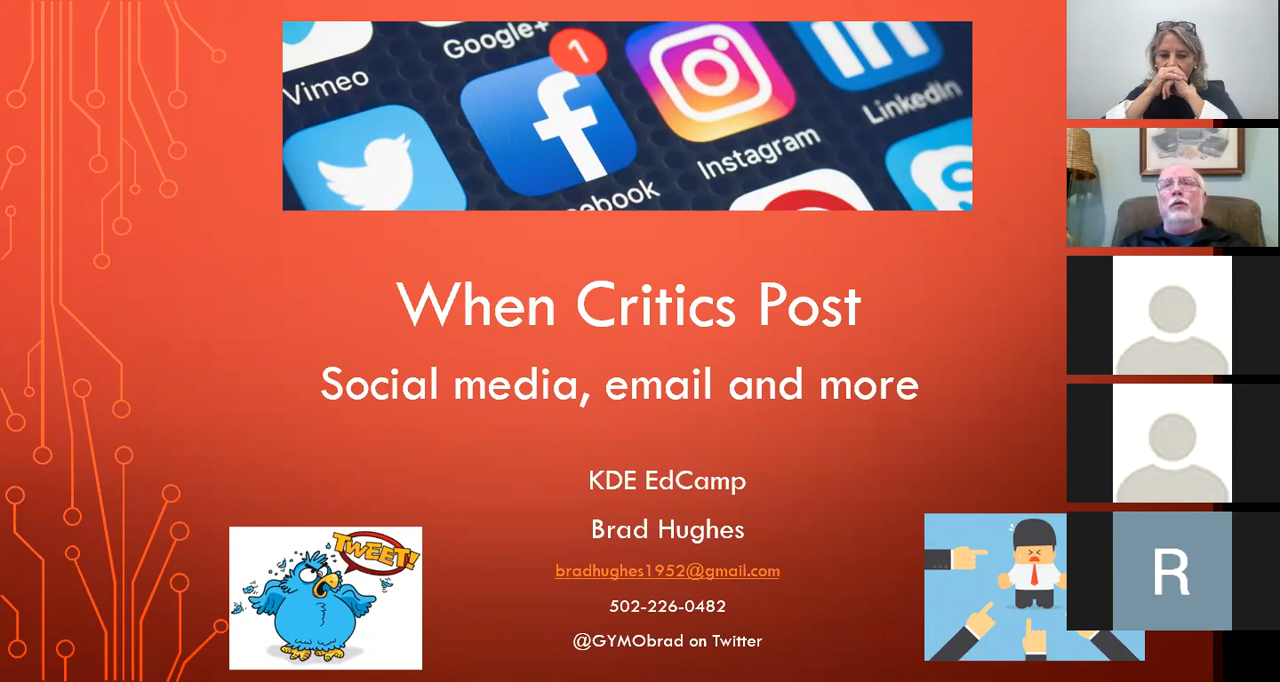 Google+
1
Vimeo
LinkedIn
Instagram
When Critics Post
Social media, email and more
KDE EdCamp
Brad Hughes
TWEET!
bradhughes1952@gmail.com
502-226-0482
@GYMObrad on Twitter
R